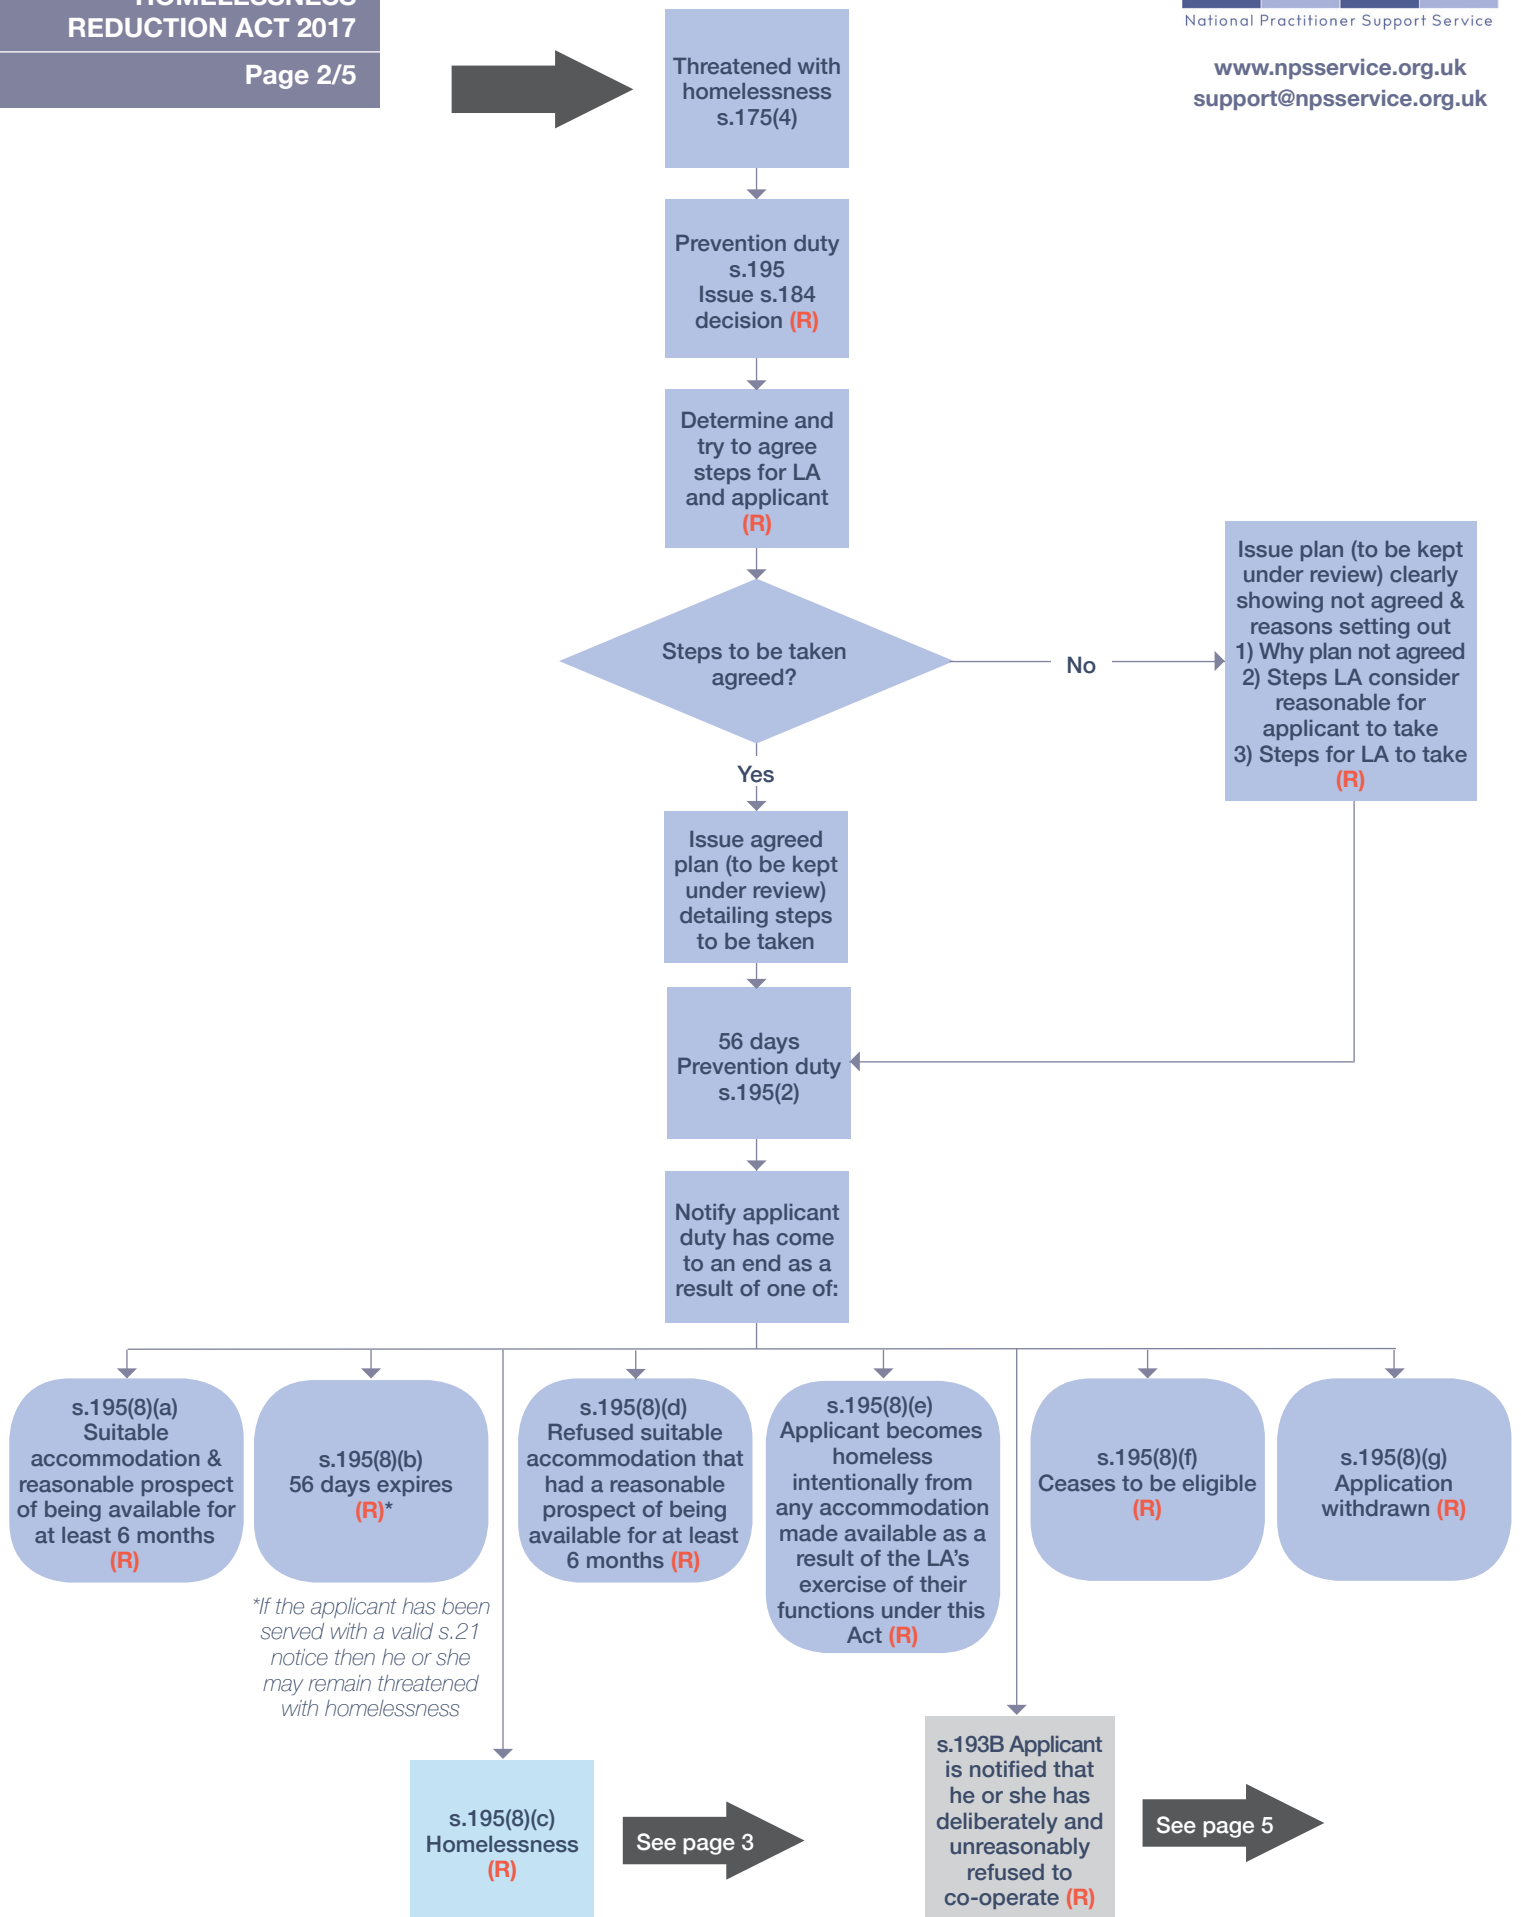 HOMELESSNESS
REDUCTION ACT 2017
Page 2/5
National Practitioner Support Service
www.npsservice.org.uk
support@npsservice.org.uk
Threatened with
homelessness
s.175(4)
Prevention duty
s.195
Issue s.184
decision (R)
Determine and
try to agree
steps for LA
and applicant
(R)
Steps to be taken
agreed?
No
Issue plan (to be kept
under review) clearly
showing not agreed &
reasons setting out
1) Why plan not agreed
2) Steps LA consider
reasonable for
applicant to take
3) Steps for LA to take
(R)
Yes
Issue agreed
plan (to be kept
under review)
detailing steps
to be taken
56 days
Prevention duty
s.195(2)
Notify applicant
duty has come
to an end as a
result of one of:
s.195(8)(a)
Suitable
accommodation &
reasonable prospect
of being available for
at least 6 months
(R)
s.195(8)(b)
56 days expires
(R)*
*If the applicant has been
served with a valid s.21
notice then he or she
may remain threatened
with homelessness
s.195(8)(d)
Refused suitable
accommodation that
had a reasonable
prospect of being
available for at least
6 months (R)
s.195(8)(e)
Applicant becomes
homeless
intentionally from
any accommodation
made available as a
result of the LA's
exercise of their
functions under this
Act (R)
s.195(8)(f)
Ceases to be eligible
(R)
s.195(8)(g)
Application
withdrawn (R)
s.195(8)(c)
Homelessness
(R)
See page 3
s.193B Applicant
is notified that
he or she has
deliberately and
unreasonably
refused to
co-operate (R)
See page 5